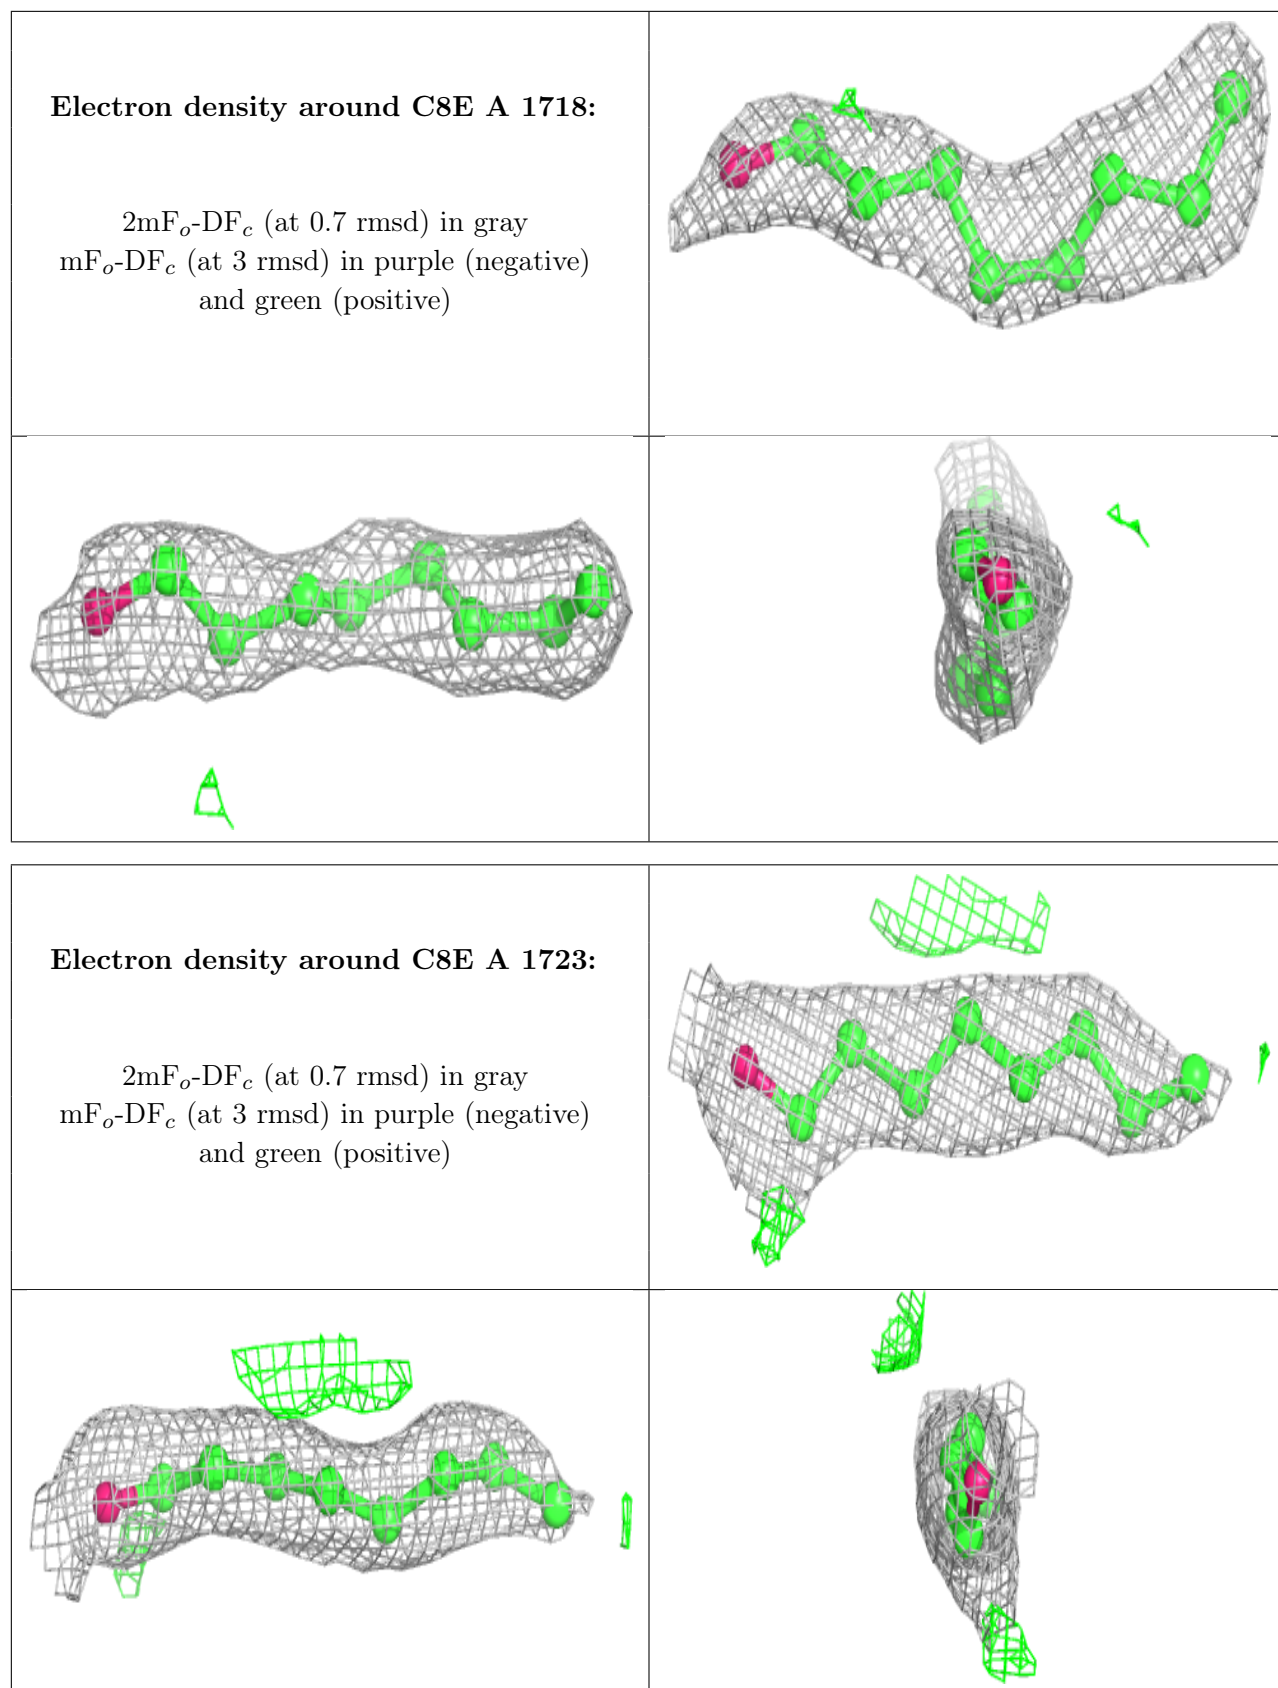 Electron density around C8E A 1718:
2mFo-DFc (at 0.7 rmsd) in gray
mFo-DFc (at 3 rmsd) in purple (negative)
and green (positive)
Electron density around C8E A 1723:
2mFo-DFc (at 0.7 rmsd) in gray
mFo-DFc (at 3 rmsd) in purple (negative)
and green (positive)